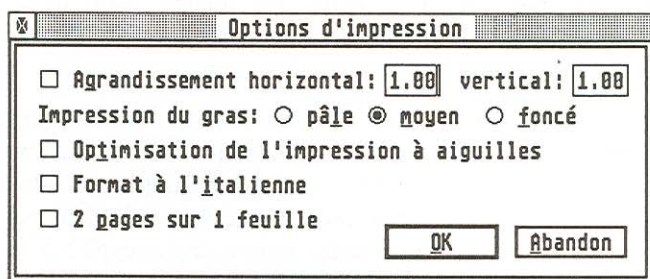 Options d'impression
Agrandissement horizontal: 1.00 vertical: 1.00
Impression du gras: pâle moyen foncé
Optimisation de l'impression à aiguilles
Format à l'italienne
2 pages sur 1 feuille
OK Abandon